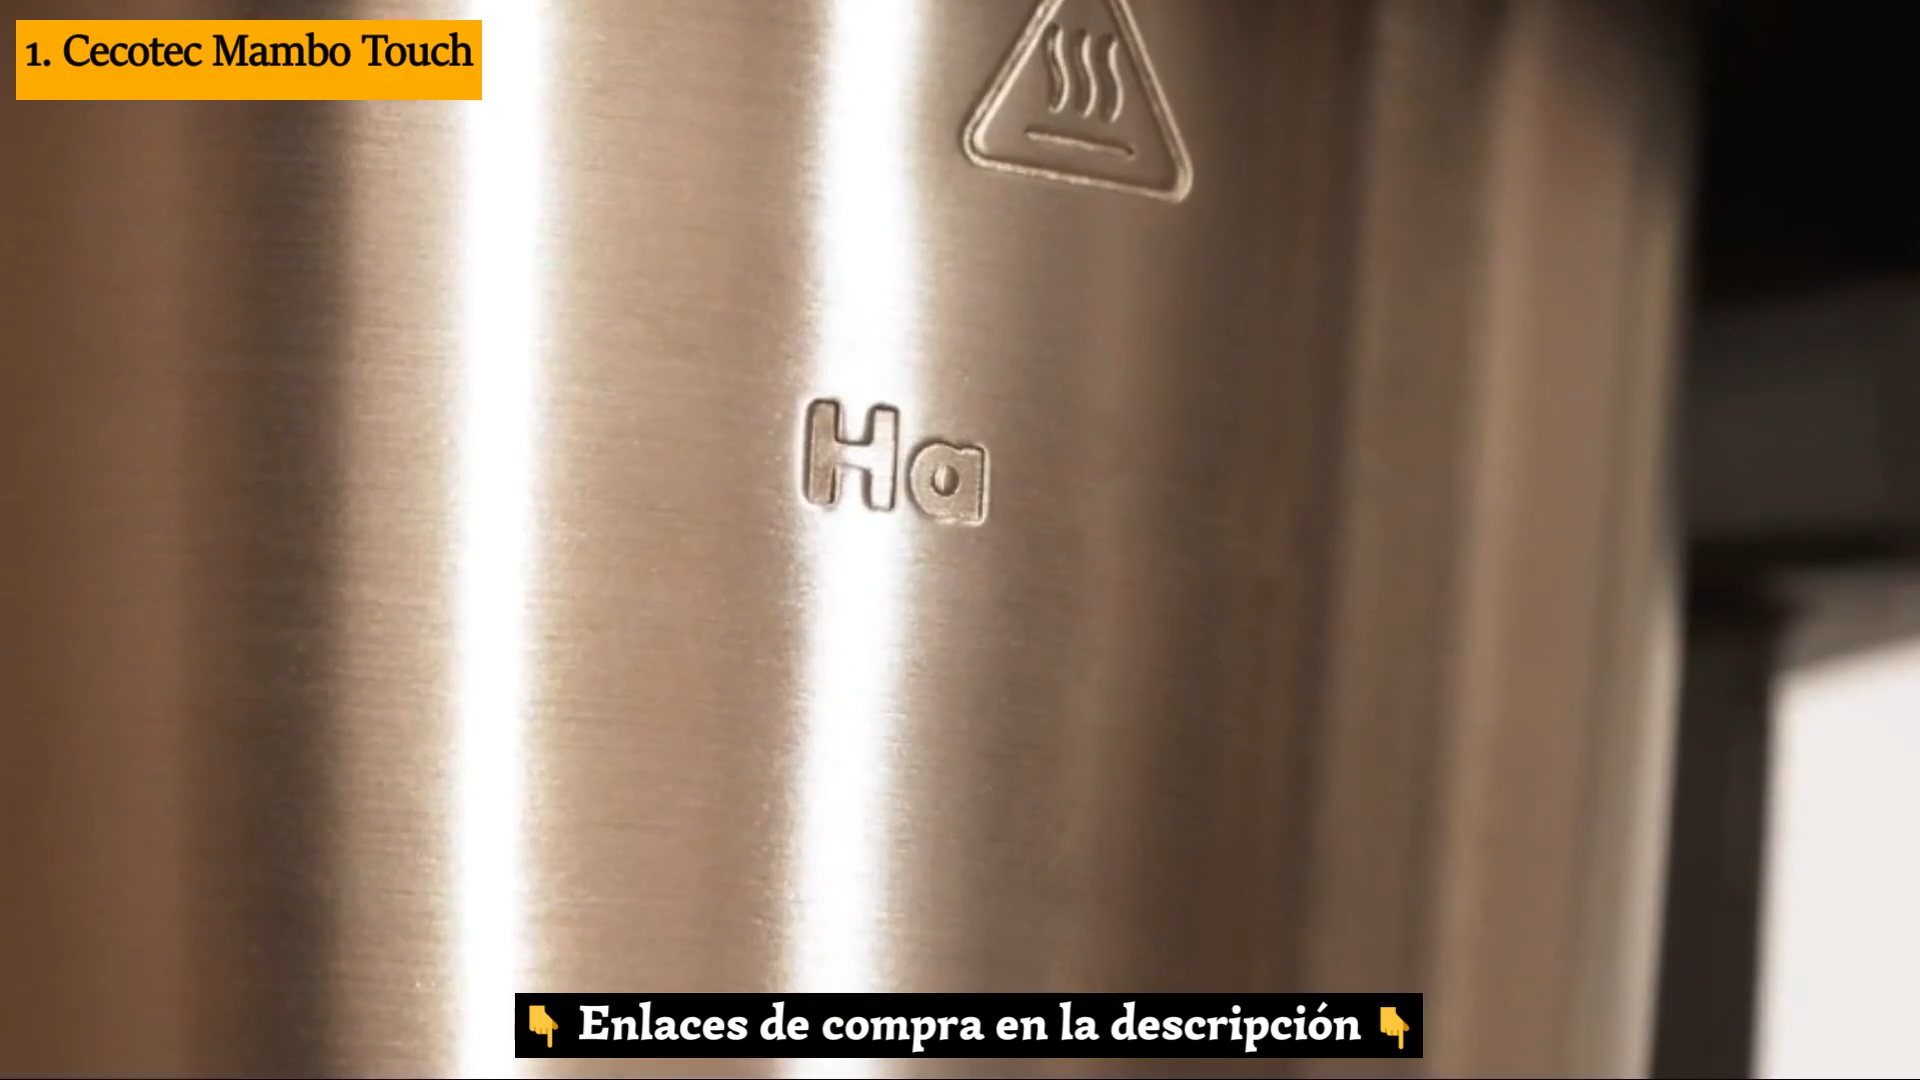 1. Cecotec Mambo Touch
Ha
👇 Enlaces de compra en la descripción 👇